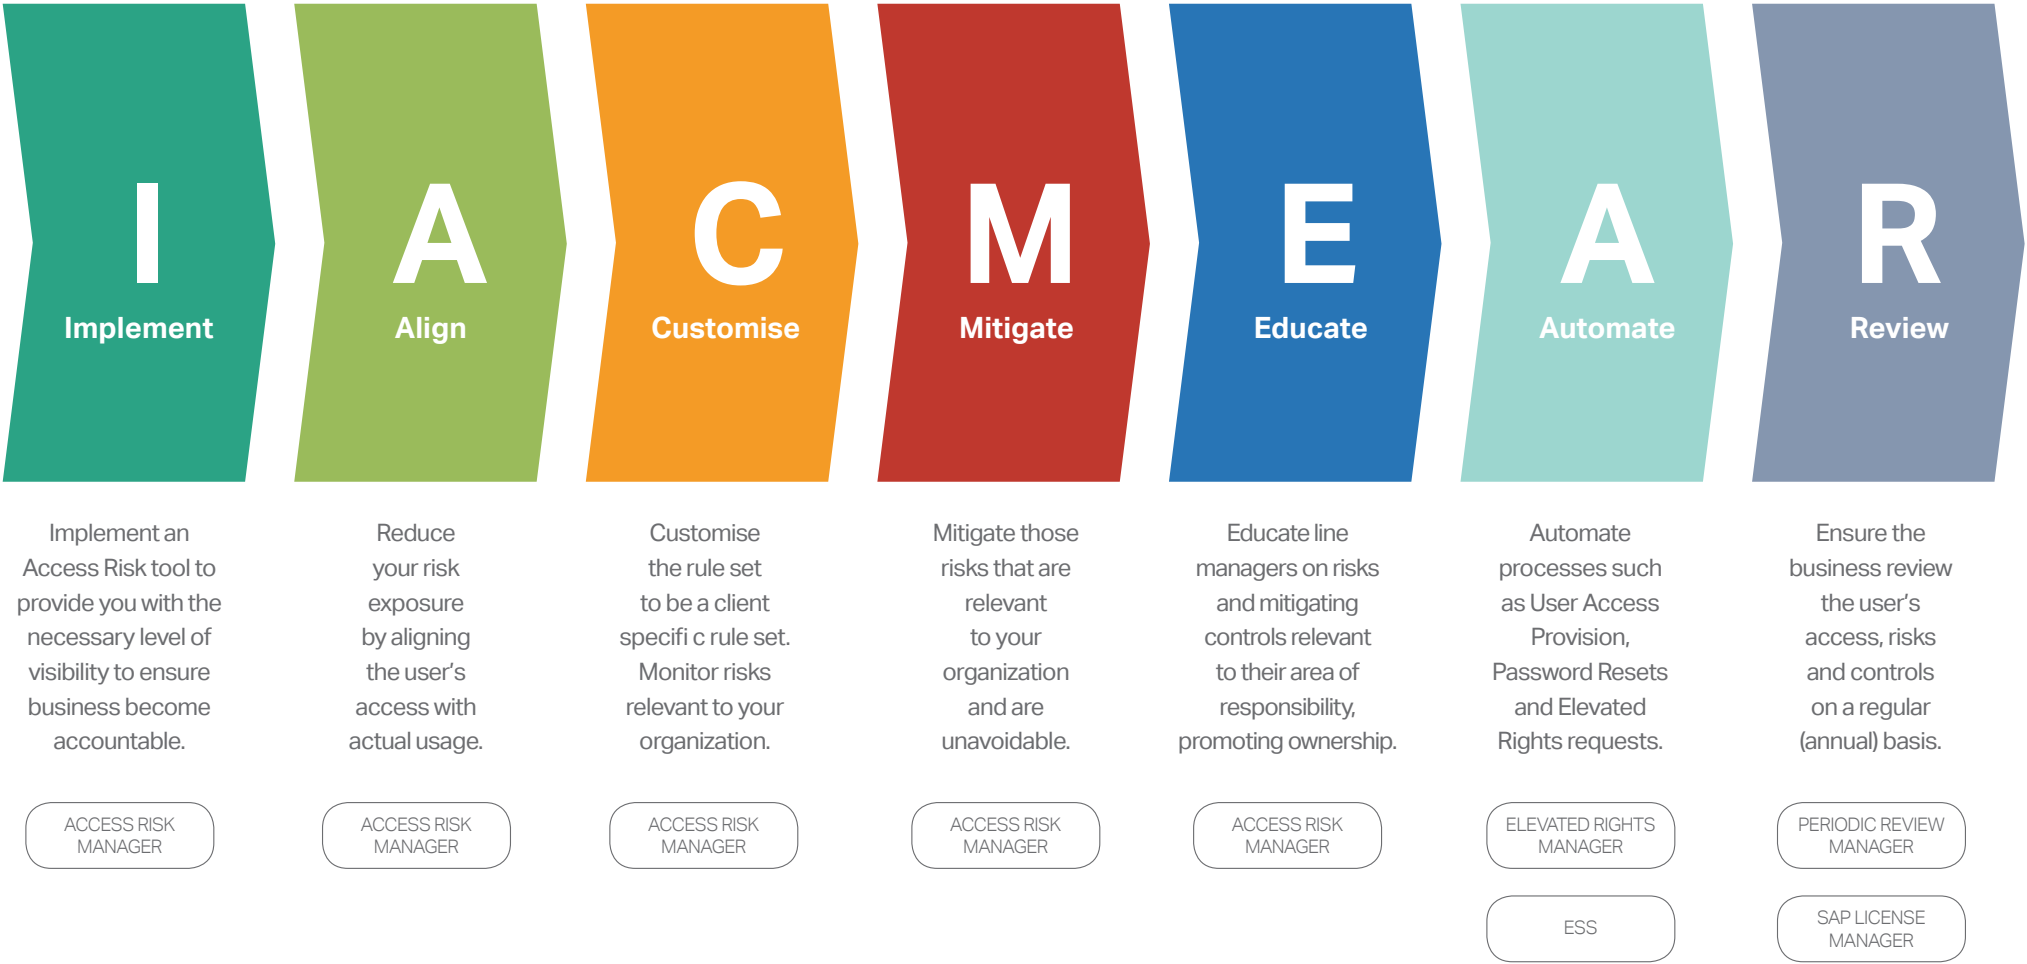 I
Implement
Implement an
Access Risk tool to
provide you with the
necessary level of
visibility to ensure
business become
accountable.
ACCESS RISK
MANAGER
A
Align
Reduce
your risk
exposure
by aligning
the user's
access with
actual usage.
ACCESS RISK
MANAGER
C
Customise
Customise
the rule set
to be a client
specifi c rule set.
Monitor risks
relevant to your
organization.
ACCESS RISK
MANAGER
M
Mitigate
Mitigate those
risks that are
relevant
to your
organization
and are
unavoidable.
ACCESS RISK
MANAGER
E
Educate
Educate line
managers on risks
and mitigating
controls relevant
to their area of
responsibility,
promoting ownership.
ACCESS RISK
MANAGER
A
Automate
Automate
processes such
as User Access
Provision,
Password Resets
and Elevated
Rights requests.
ELEVATED RIGHTS
MANAGER
ESS
R
Review
Ensure the
business review
the user's
access, risks
and controls
on a regular
(annual) basis.
PERIODIC REVIEW
MANAGER
SAP LICENSE
MANAGER